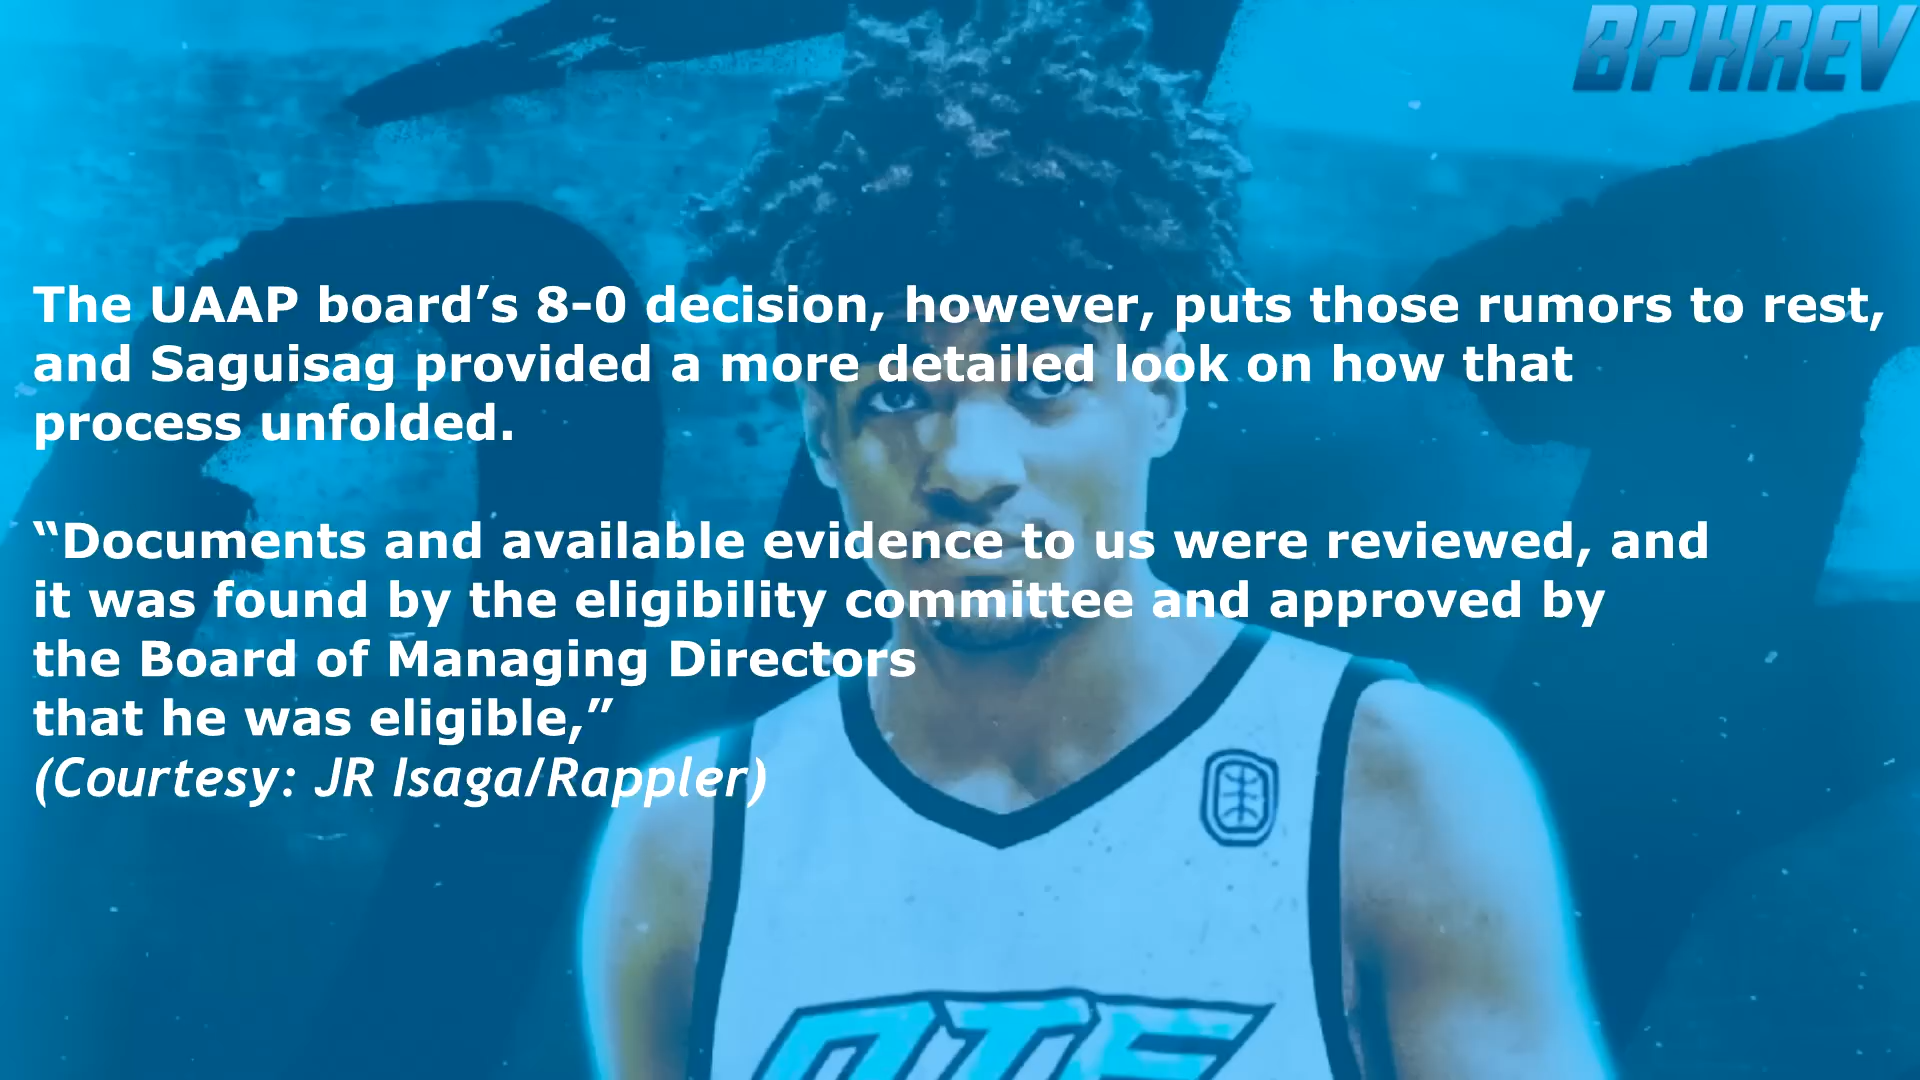 BPHREV
The UAAP board’s 8-0 decision, however, puts those rumors to rest,
and Saguisag provided a more detailed look on how that
process unfolded.
“Documents and available evidence to us were reviewed, and
it was found by the eligibility committee and approved by
the Board of Managing Directors
that he was eligible,”
(Courtesy: JR Isaga/Rappler)
OTE